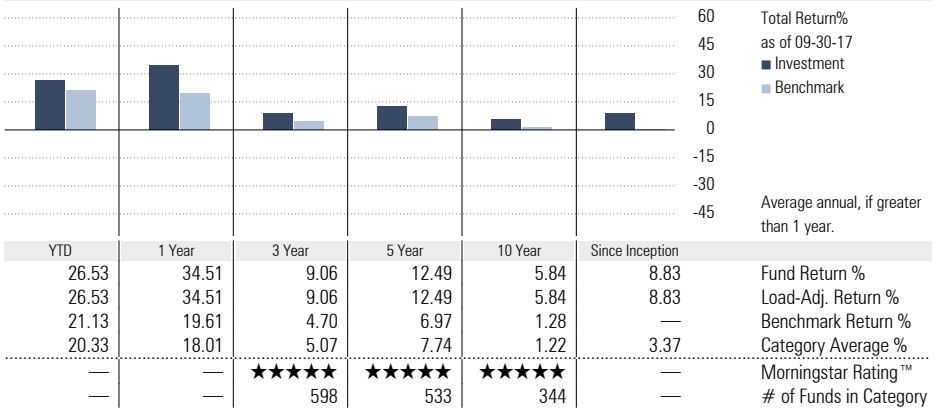 60
45
30
15
0
-15
-30
-45
Total Return%
as of 09-30-17
Investment
Benchmark
Average annual, if greater
than 1 year.
YTD 1 Year 3 Year 5 Year 10 Year Since Inception
26.53 34.51 9.06 12.49 5.84 8.83 Fund Return %
26.53 34.51 9.06 12.49 5.84 8.83 Load-Adj. Return %
21.13 19.61 4.70 6.97 1.28 — Benchmark Return %
20.33 18.01 5.07 7.74 1.22 3.37 Category Average %
— — ★★★★★ ★★★★★ ★★★★★ — Morningstar Rating™
— — 598 533 344 — # of Funds in Category